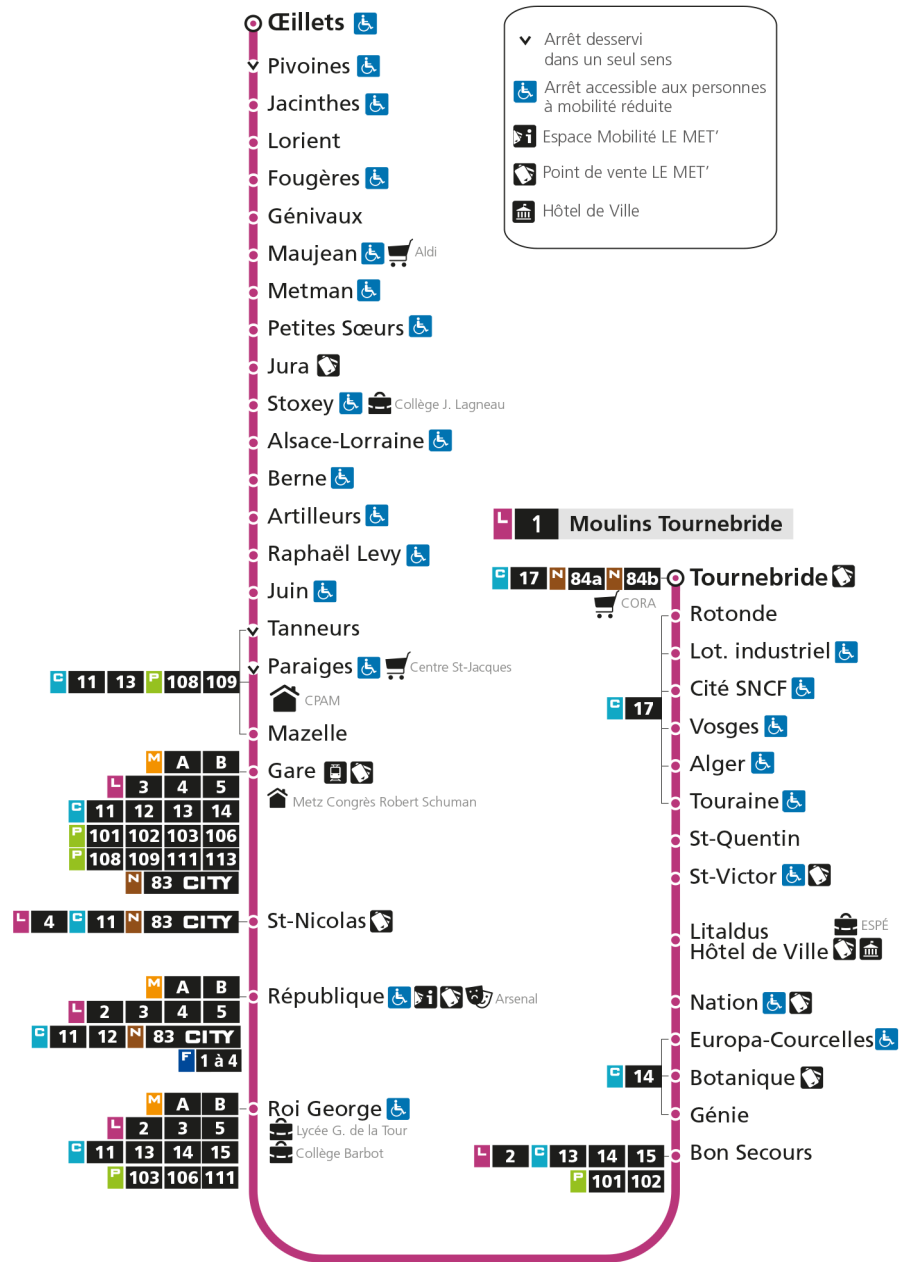 Œillets
Pivoines
Jacinthes
Lorient
Fougères
Génivaux
Maujean Aldi
Metman
Petites Sœurs
Jura
Stoxey Collège J. Lagneau
Alsace-Lorraine
Berne
Artilleurs
Raphaël Levy
Juin
Tanneurs
Paraiges Centre St-Jacques
C 11 13 P 108 109
CPAM
Mazelle
M A B
Gare
L 3 4 5
Metz Congrès Robert Schuman
C 11 12 13 14
P 101 102 103 106
P 108 109 111 113
N 83 CITY
L 4 C 11 N 83 CITY St-Nicolas
M A B
République Arsenal
L 2 3 4 5
C 11 12 N 83 CITY
F 1 à 4
M A B
Roi George
L 2 3 5
Lycée G. de la Tour
C 11 13 14 15
Collège Barbot
P 103 106 111
Arrêt desservi
dans un seul sens
Arrêt accessible aux personnes
à mobilité réduite
i Espace Mobilité LE MET’
Point de vente LE MET’
Hôtel de Ville
L 1 Moulins Tournebride
C 17 N 84a N 84b Tournebride
CORA
Rotonde
Lot. industriel
Cité SNCF
C 17
Vosges
Alger
Touraine
St-Quentin
St-Victor
Litaldus ESPÉ
Hôtel de Ville
Nation
Europa-Courcelles
C 14 Botanique
Génie
L 2 C 13 14 15 Bon Secours
P 101 102